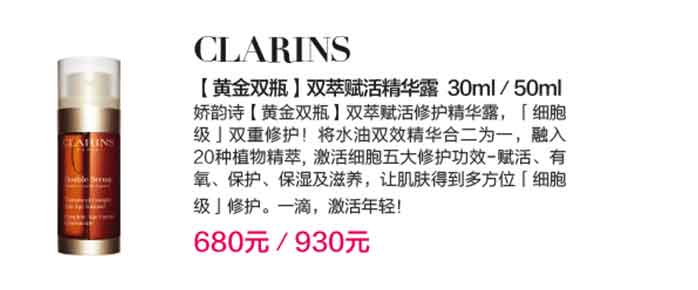 CLARINS
【黄金双瓶】双萃赋活精华露 30ml / 50ml
娇韵诗【黄金双瓶】双萃赋活修护精华露,「细胞
级」双重修护！将水油双效精华合二为一，融入
20种植物精萃, 激活细胞五大修护功效-赋活、有
氧、保护、保湿及滋养，让肌肤得到多方位「细胞
级」修护。一滴，激活年轻！
680元 / 930元
CLARINS
Double Serum